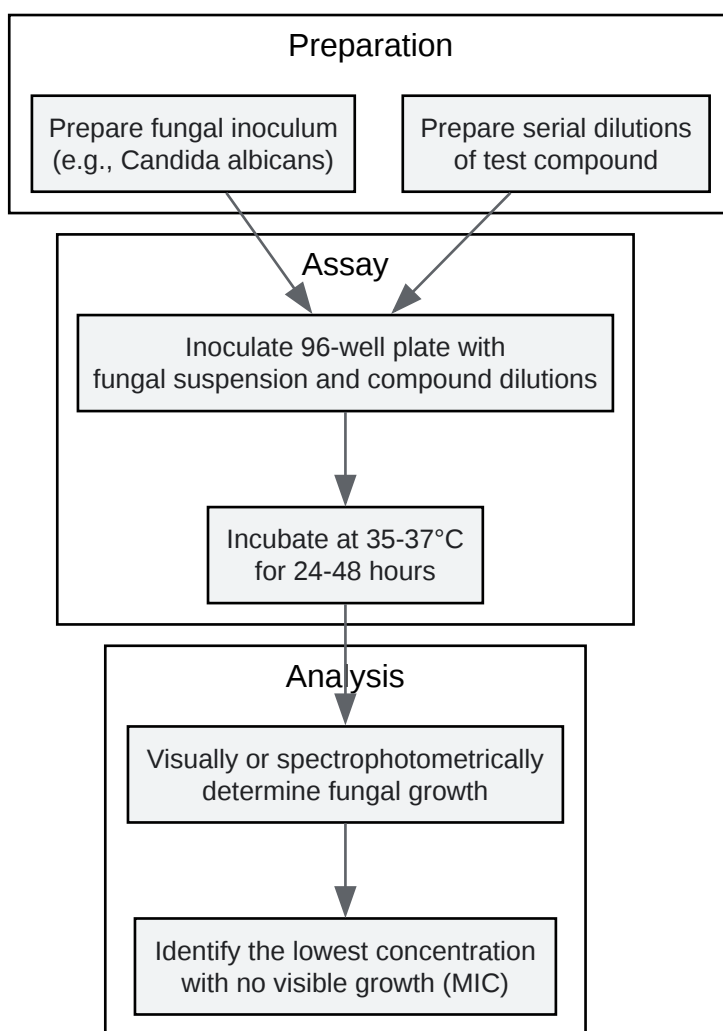 Preparation
Prepare fungal inoculum
(e.g., Candida albicans)
Prepare serial dilutions
of test compound
Assay
Inoculate 96-well plate with
fungal suspension and compound dilutions
Incubate at 35-37°C
for 24-48 hours
Analysis
Visually or spectrophotometrically
determine fungal growth
Identify the lowest concentration
with no visible growth (MIC)